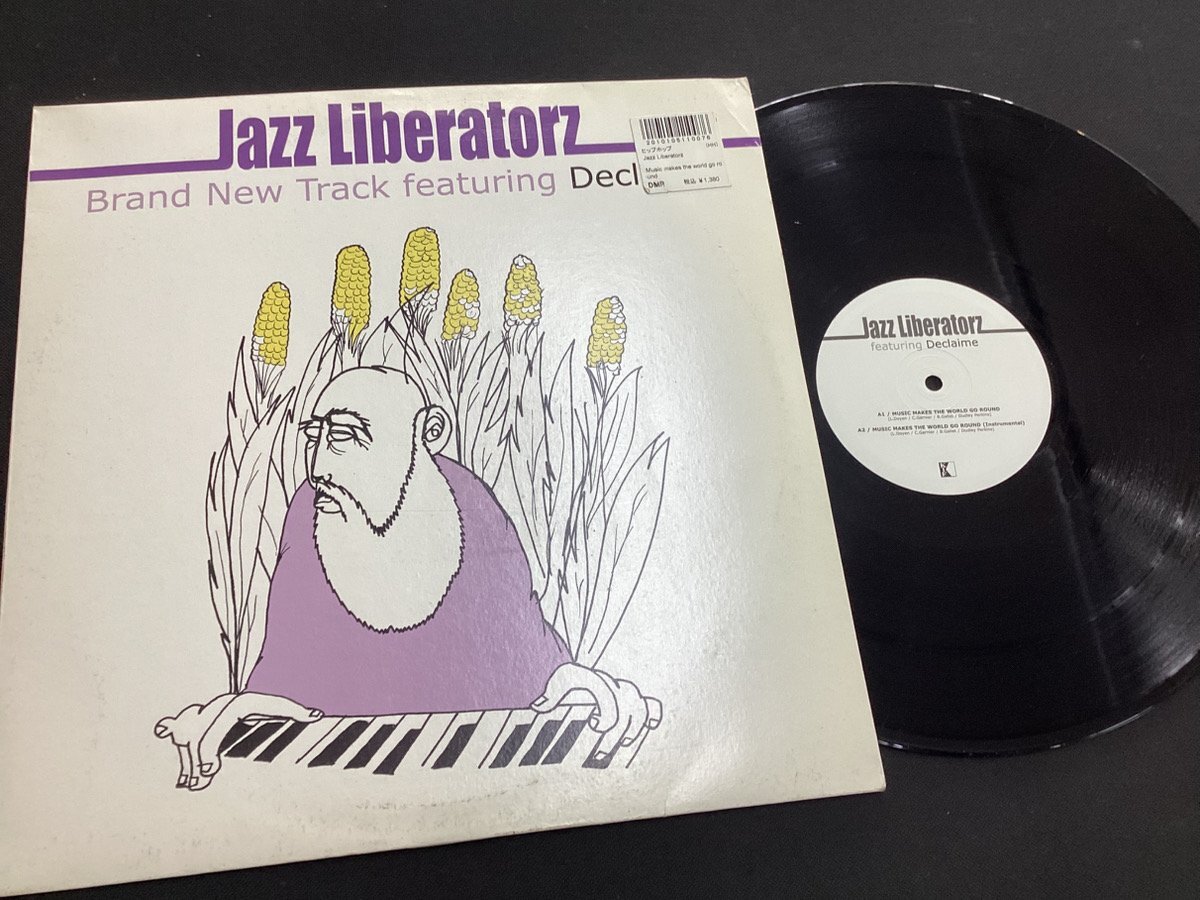 Jazz Liberatorz
Brand New Track featuring Decl
2010106110076
ヒップホップ (HH)
Jazz Liberators
Music makes the world go ro
und
DMR 税込 ¥1,380
Jazz Liberatorz
featuring Declaime
A1 / MUSIC MAKES THE WORLD GO ROUND
A2 / MUSIC MAKES THE WORLD GO ROUND (Instrumental)
K